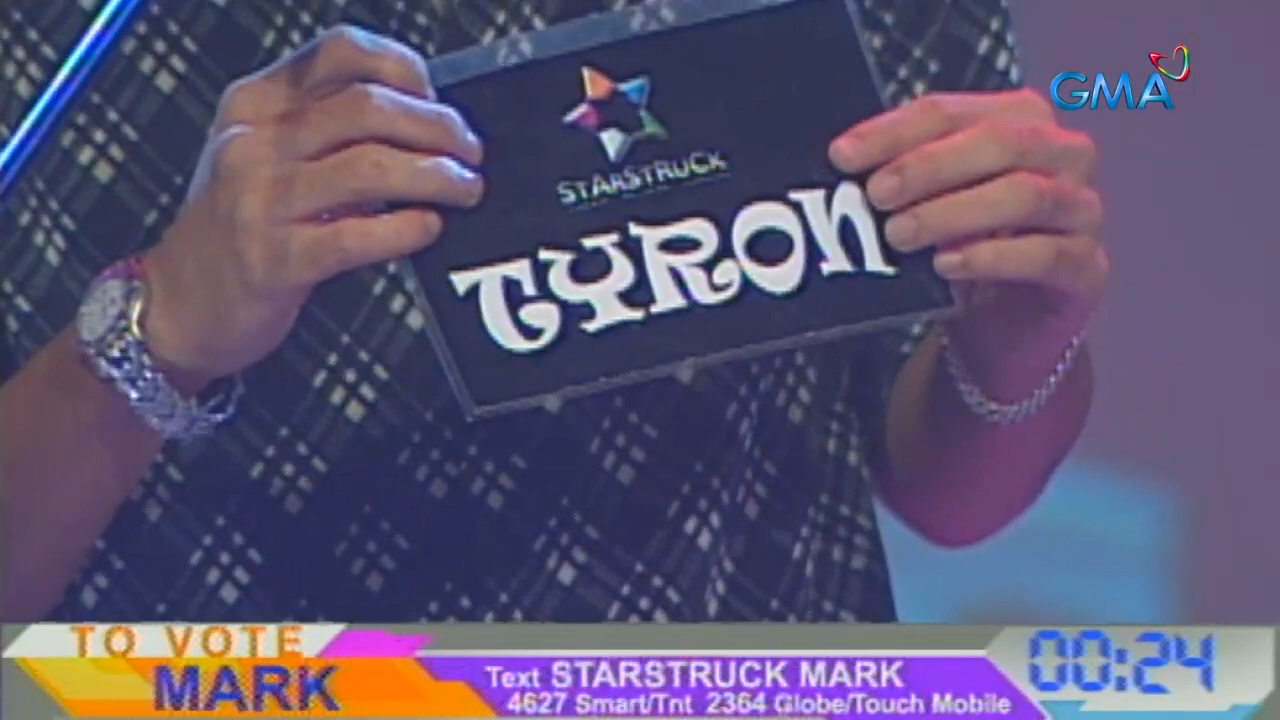 GMA
STARSTRUCK
TYRON
TO VOTE
MARK
Text STARSTRUCK MARK
4627 Smart/Tnt 2364 Globe/Touch Mobile
00:24